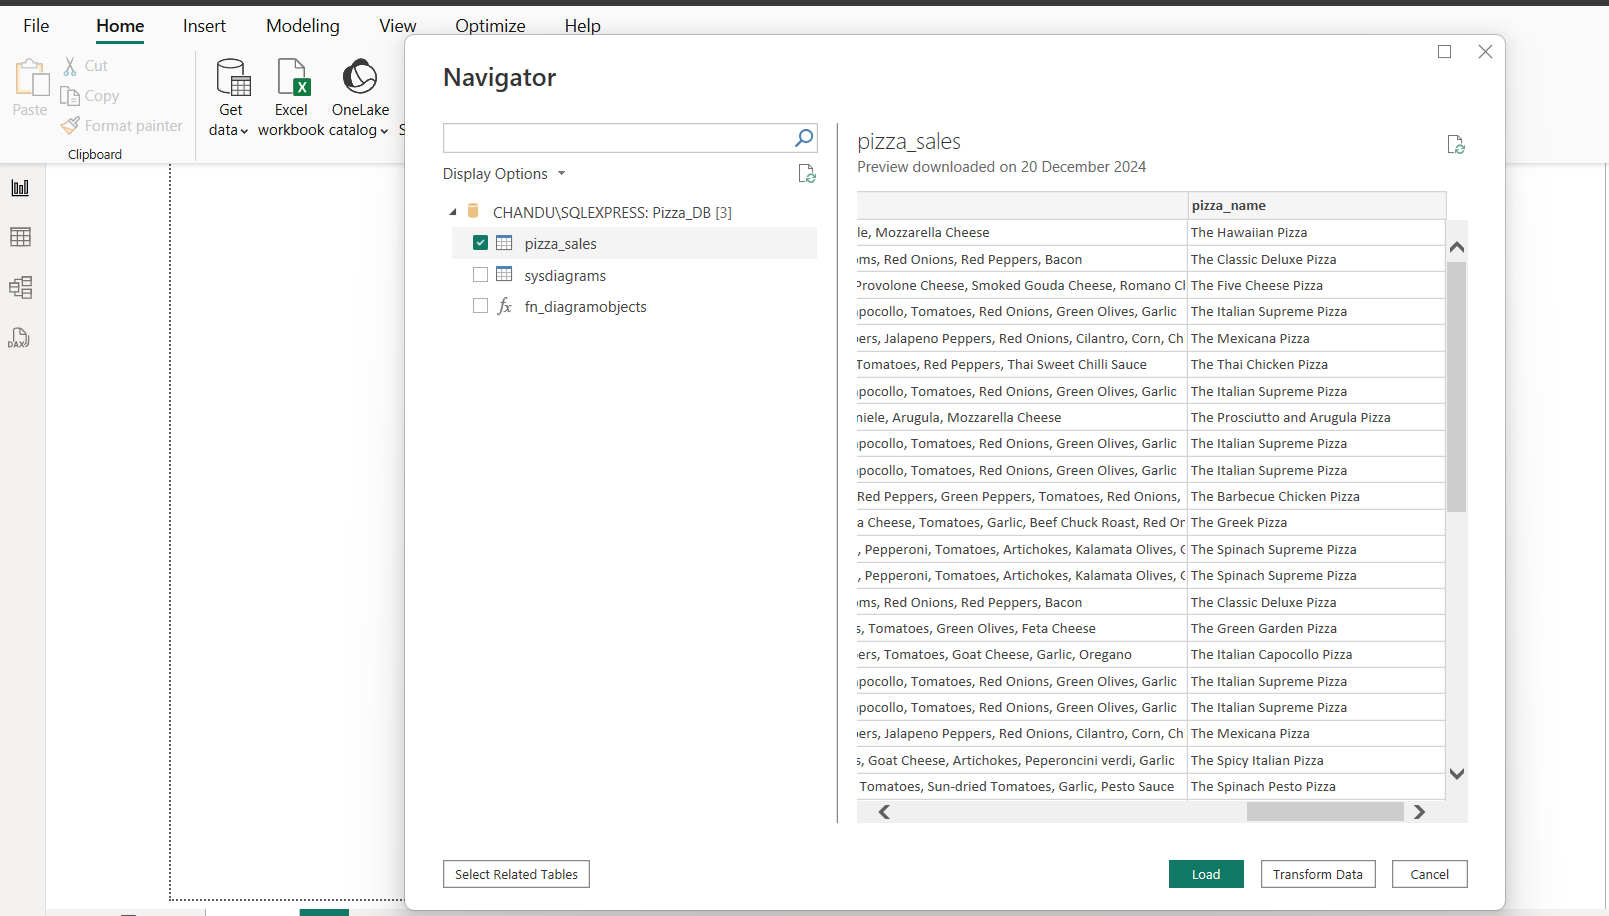 File Home Insert Modeling View Optimize Help
Paste
Cut
Copy
Format painter
Clipboard
Get data
Excel workbook
OneLake catalog
S
DAX
Navigator
Display Options
CHANDU\SQLEXPRESS: Pizza_DB [3]
pizza_sales
sysdiagrams
fx fn_diagramobjects
Select Related Tables
pizza_sales
Preview downloaded on 20 December 2024
pizza_name
le, Mozzarella Cheese The Hawaiian Pizza
ms, Red Onions, Red Peppers, Bacon The Classic Deluxe Pizza
Provolone Cheese, Smoked Gouda Cheese, Romano Cl The Five Cheese Pizza
pocollo, Tomatoes, Red Onions, Green Olives, Garlic The Italian Supreme Pizza
ers, Jalapeno Peppers, Red Onions, Cilantro, Corn, Ch The Mexicana Pizza
Tomatoes, Red Peppers, Thai Sweet Chilli Sauce The Thai Chicken Pizza
pocollo, Tomatoes, Red Onions, Green Olives, Garlic The Italian Supreme Pizza
niele, Arugula, Mozzarella Cheese The Prosciutto and Arugula Pizza
pocollo, Tomatoes, Red Onions, Green Olives, Garlic The Italian Supreme Pizza
pocollo, Tomatoes, Red Onions, Green Olives, Garlic The Italian Supreme Pizza
Red Peppers, Green Peppers, Tomatoes, Red Onions, The Barbecue Chicken Pizza
a Cheese, Tomatoes, Garlic, Beef Chuck Roast, Red Or The Greek Pizza
, Pepperoni, Tomatoes, Artichokes, Kalamata Olives, G The Spinach Supreme Pizza
, Pepperoni, Tomatoes, Artichokes, Kalamata Olives, G The Spinach Supreme Pizza
ms, Red Onions, Red Peppers, Bacon The Classic Deluxe Pizza
s, Tomatoes, Green Olives, Feta Cheese The Green Garden Pizza
ers, Tomatoes, Goat Cheese, Garlic, Oregano The Italian Capocollo Pizza
pocollo, Tomatoes, Red Onions, Green Olives, Garlic The Italian Supreme Pizza
pocollo, Tomatoes, Red Onions, Green Olives, Garlic The Italian Supreme Pizza
ers, Jalapeno Peppers, Red Onions, Cilantro, Corn, Ch The Mexicana Pizza
s, Goat Cheese, Artichokes, Peperoncini verdi, Garlic The Spicy Italian Pizza
Tomatoes, Sun-dried Tomatoes, Garlic, Pesto Sauce The Spinach Pesto Pizza
Load Transform Data Cancel